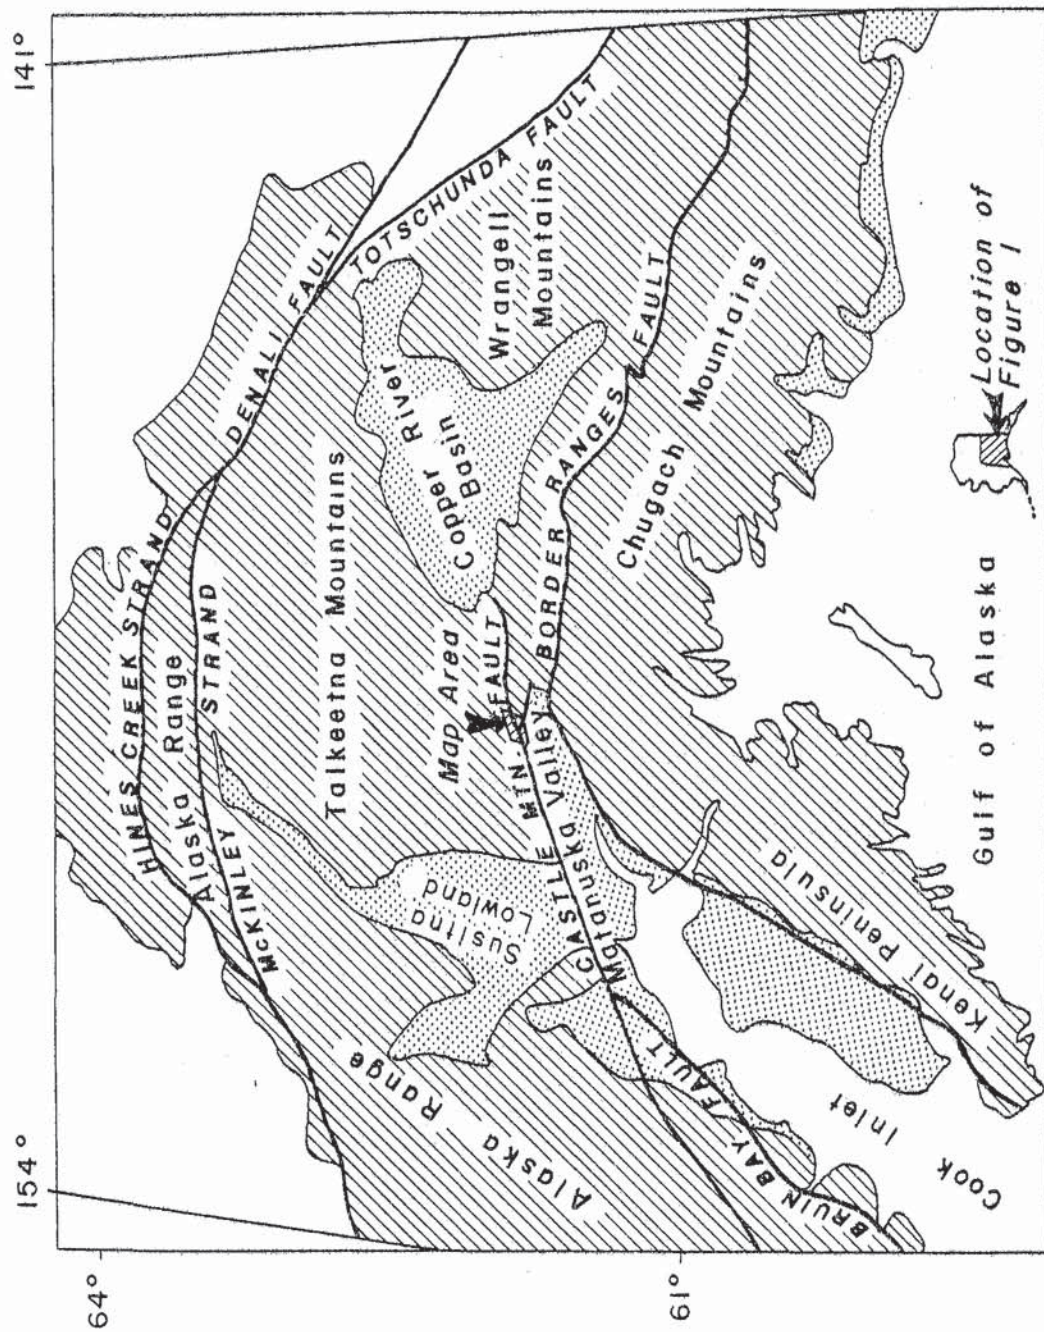 154°
141°
64°
61°
HINES CREEK STRAND
Alaska Range
MCKINLEY STRAND
DENALI FAULT
TOTSCHUNDA FAULT
Talkeetna Mountains
Copper River
Basin
Wrangell
Mountains
Susitna
Lowland
Map Area
CASTLE MTN. FAULT
Matanuska Valley
BORDER RANGES FAULT
Chugach Mountains
Alaska Range
BRUIN BAY FAULT
Cook Inlet
Kenai Peninsula
Gulf of Alaska
Location of
Figure 1